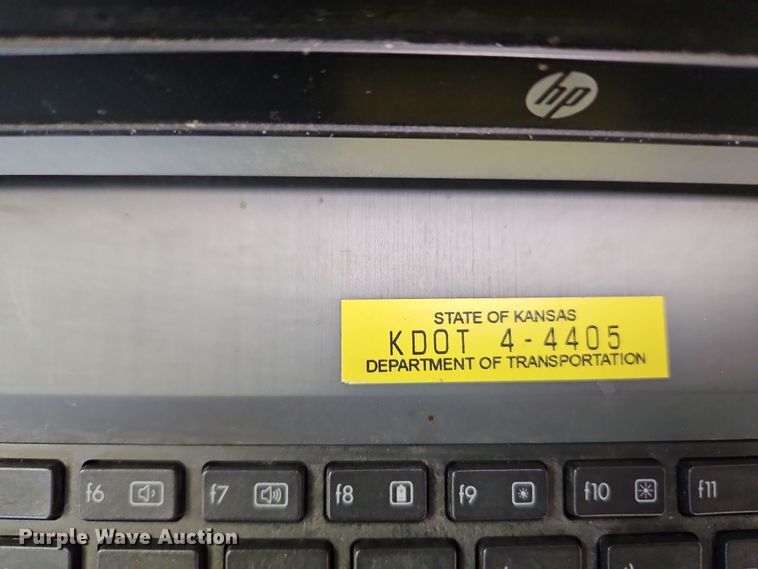 hp
STATE OF KANSAS
KDOT 4-4405
DEPARTMENT OF TRANSPORTATION
f6 f7 f8 f9 f10 f11
Purple Wave Auction